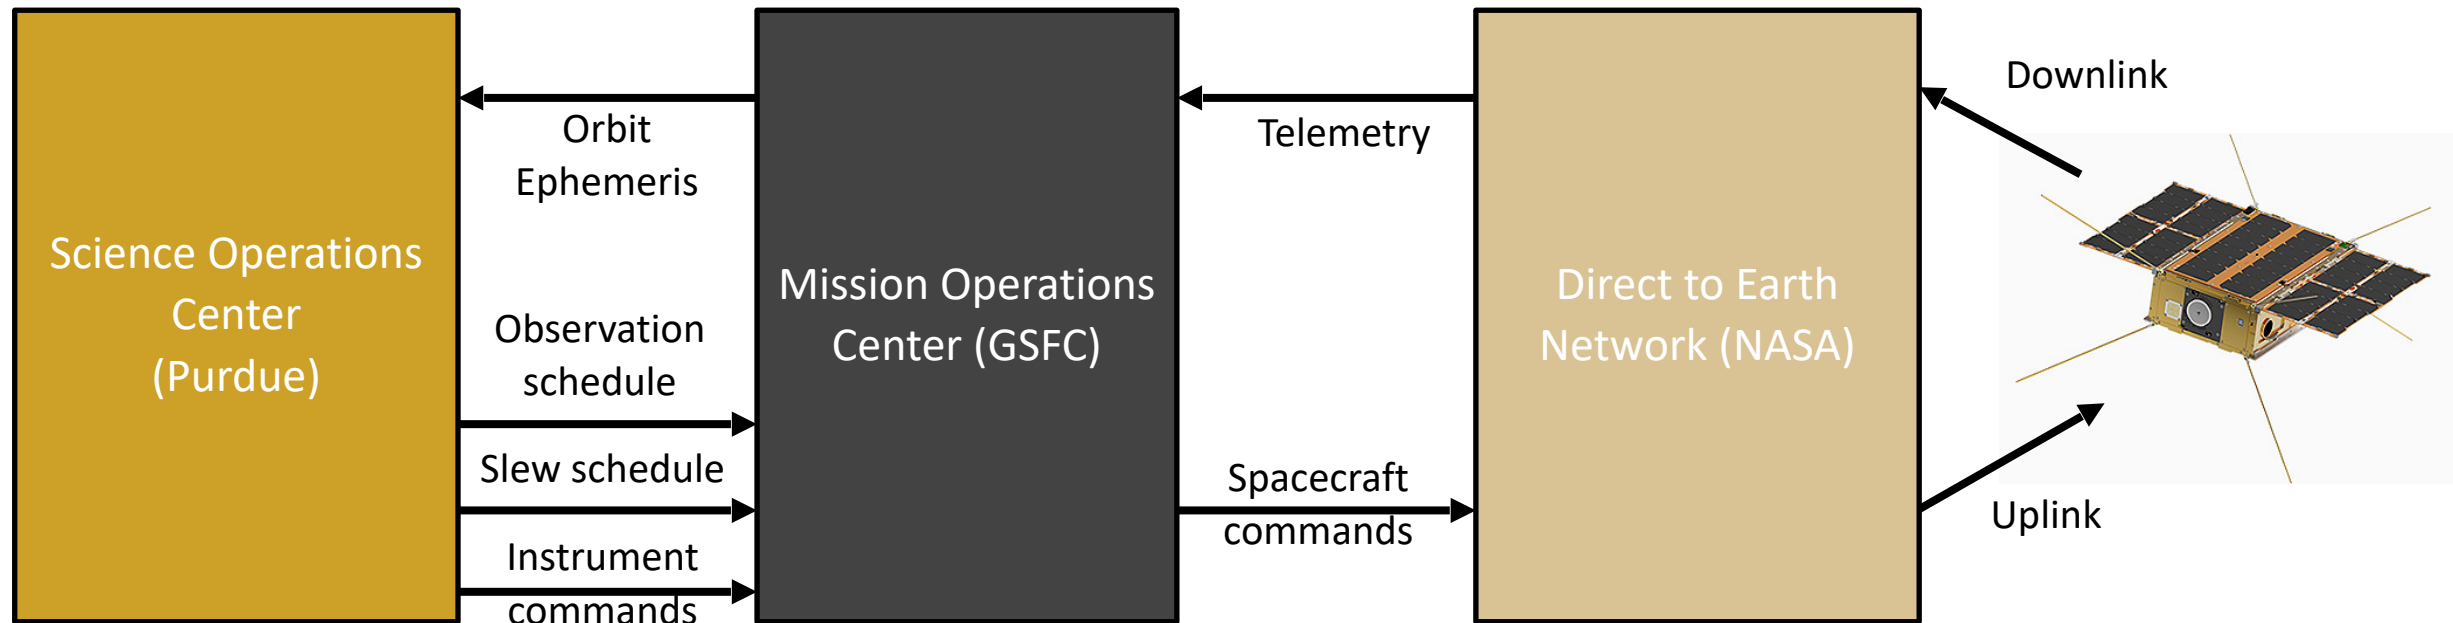 Science Operations
Center
(Purdue)
Orbit
Ephemeris
Observation
schedule
Slew schedule
Instrument
commands
Mission Operations
Center (GSFC)
Telemetry
Spacecraft
commands
Direct to Earth
Network (NASA)
Downlink
Uplink